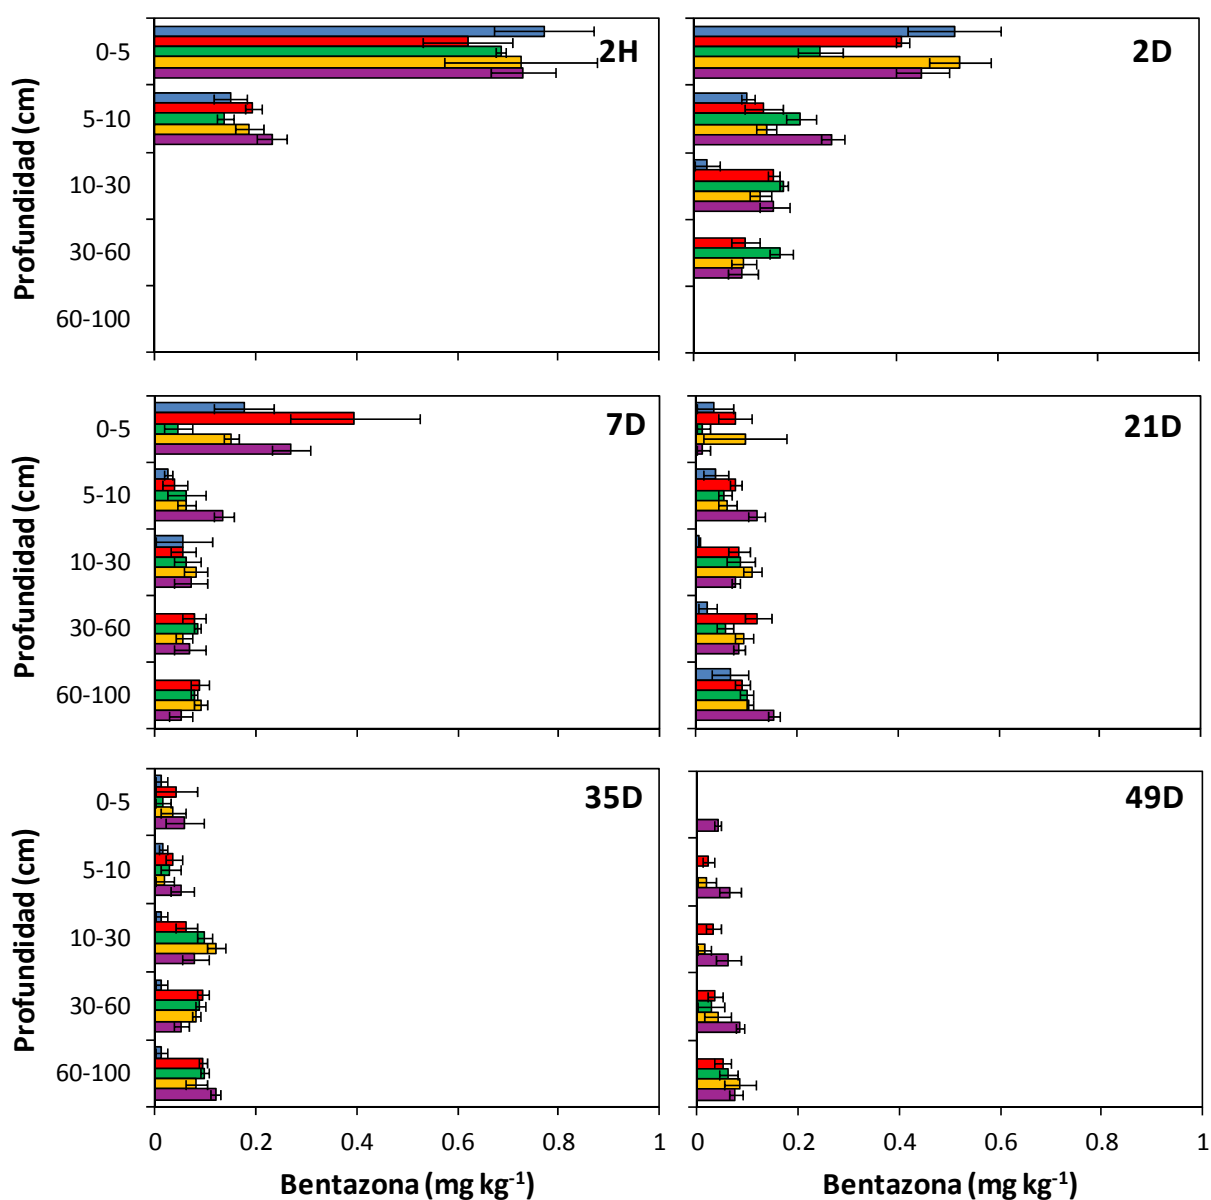 2H
2D
Profundidad (cm)
0-5
5-10
10-30
30-60
60-100
7D
21D
Profundidad (cm)
0-5
5-10
10-30
30-60
60-100
35D
49D
Profundidad (cm)
0-5
5-10
10-30
30-60
60-100
0 0.2 0.4 0.6 0.8 1
0 0.2 0.4 0.6 0.8 1
Bentazona (mg kg⁻¹)
Bentazona (mg kg⁻¹)